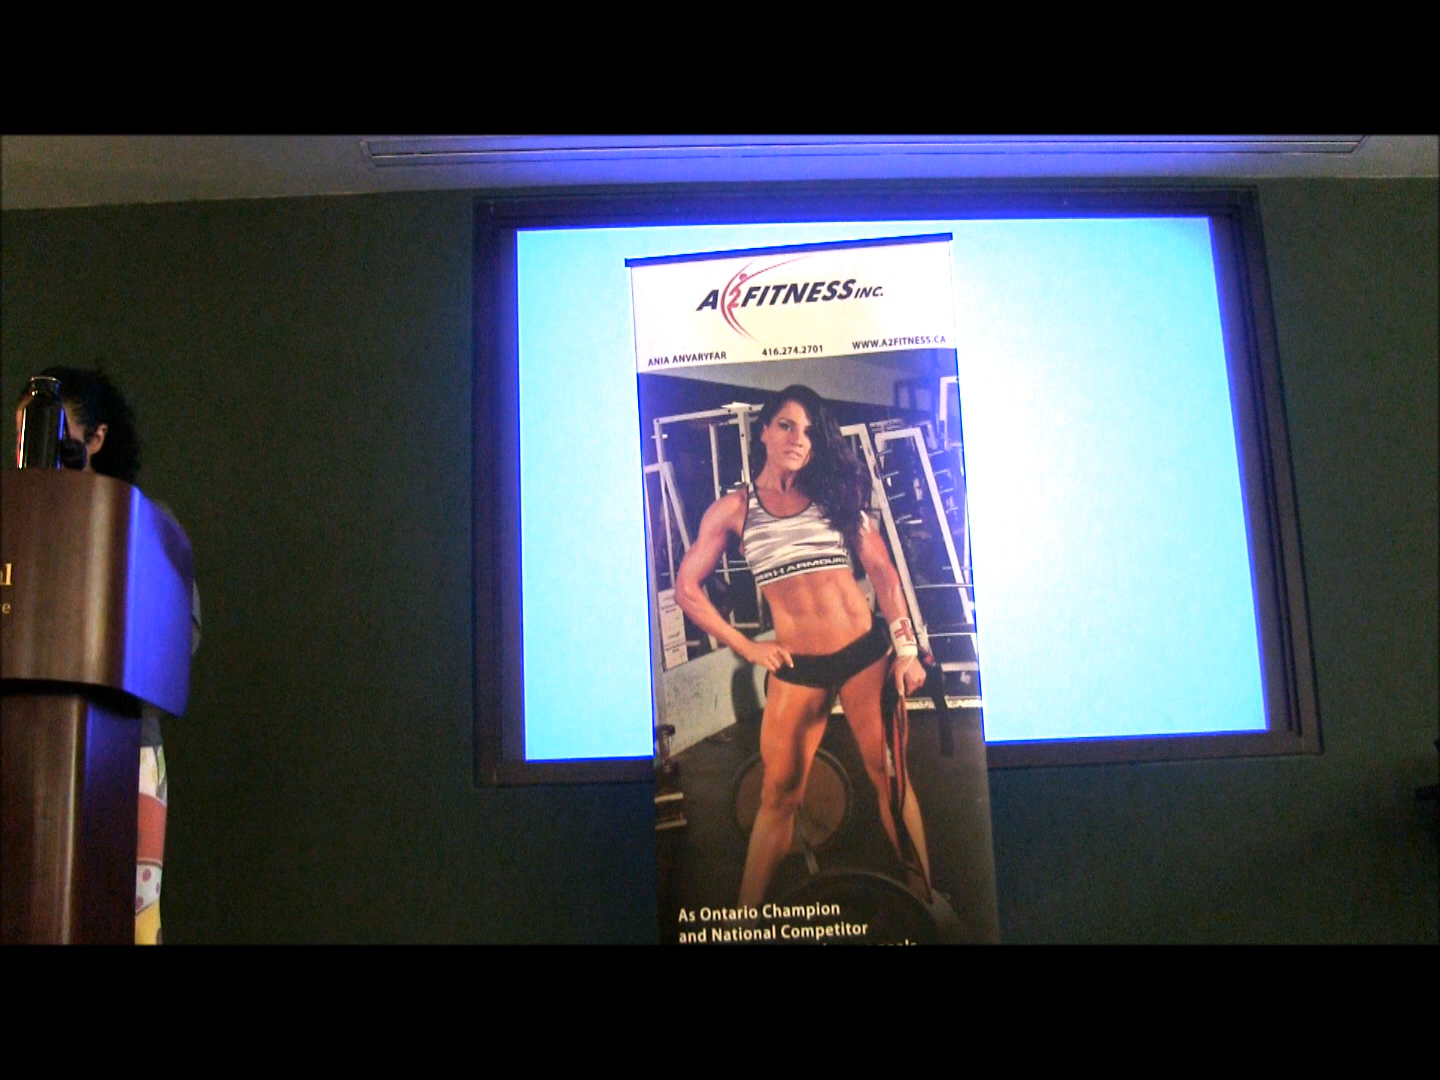 A2FITNESS INC.
ANIA ANVARYFAR 416.274.2701 WWW.A2FITNESS.CA
As Ontario Champion
and National Competitor